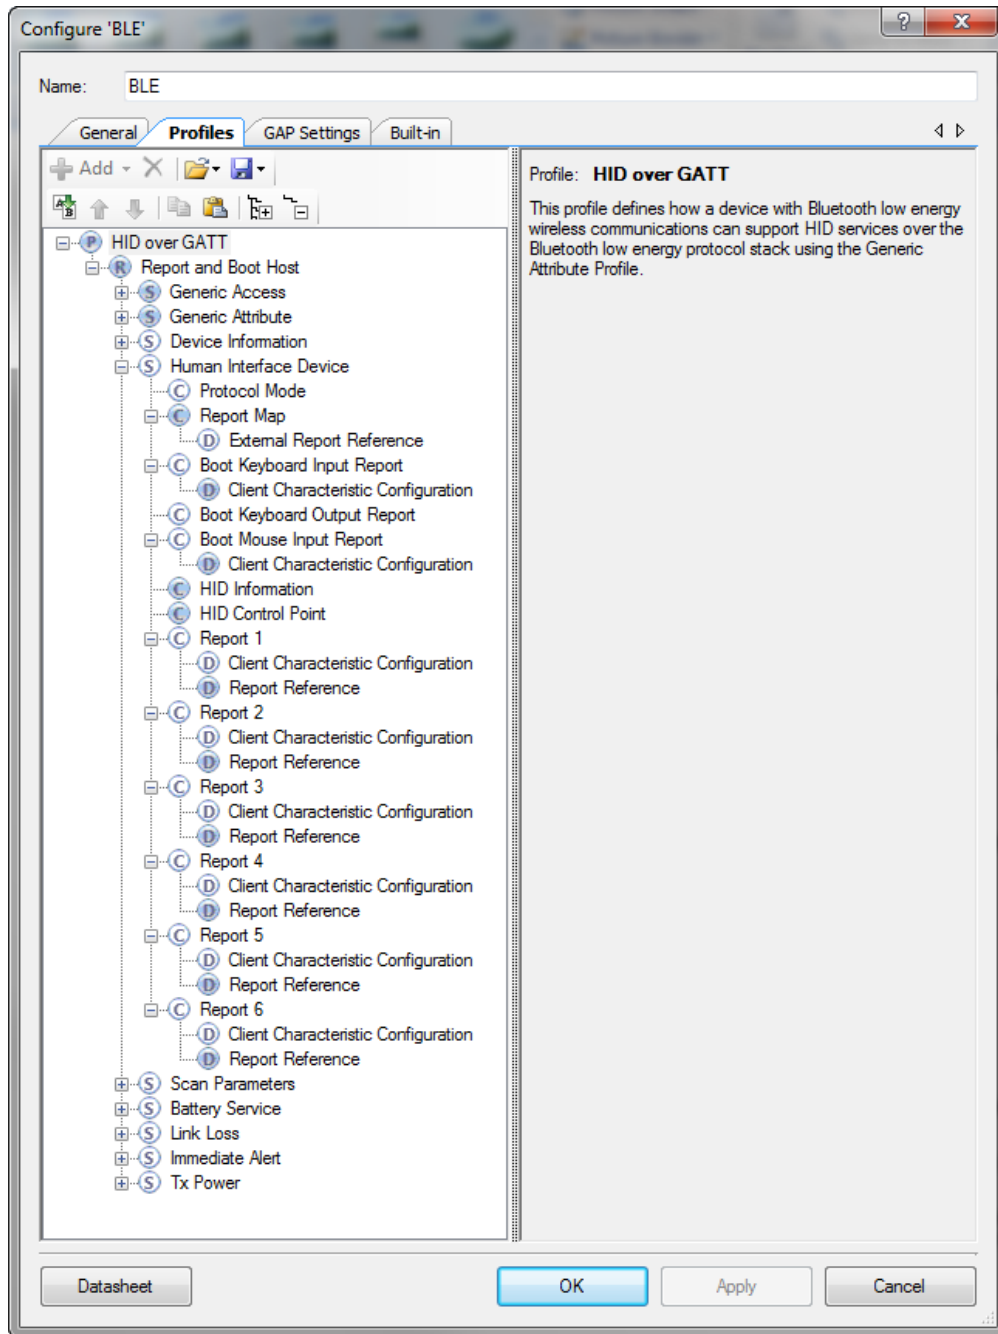 Configure 'BLE'
Name: BLE
General Profiles GAP Settings Built-in
Add
Profile: HID over GATT
This profile defines how a device with Bluetooth low energy
wireless communications can support HID services over the
Bluetooth low energy protocol stack using the Generic
Attribute Profile.
P HID over GATT
R Report and Boot Host
S Generic Access
S Generic Attribute
S Device Information
S Human Interface Device
C Protocol Mode
C Report Map
D External Report Reference
C Boot Keyboard Input Report
D Client Characteristic Configuration
C Boot Keyboard Output Report
C Boot Mouse Input Report
D Client Characteristic Configuration
C HID Information
C HID Control Point
C Report 1
D Client Characteristic Configuration
D Report Reference
C Report 2
D Client Characteristic Configuration
D Report Reference
C Report 3
D Client Characteristic Configuration
D Report Reference
C Report 4
D Client Characteristic Configuration
D Report Reference
C Report 5
D Client Characteristic Configuration
D Report Reference
C Report 6
D Client Characteristic Configuration
D Report Reference
S Scan Parameters
S Battery Service
S Link Loss
S Immediate Alert
S Tx Power
Datasheet OK Apply Cancel